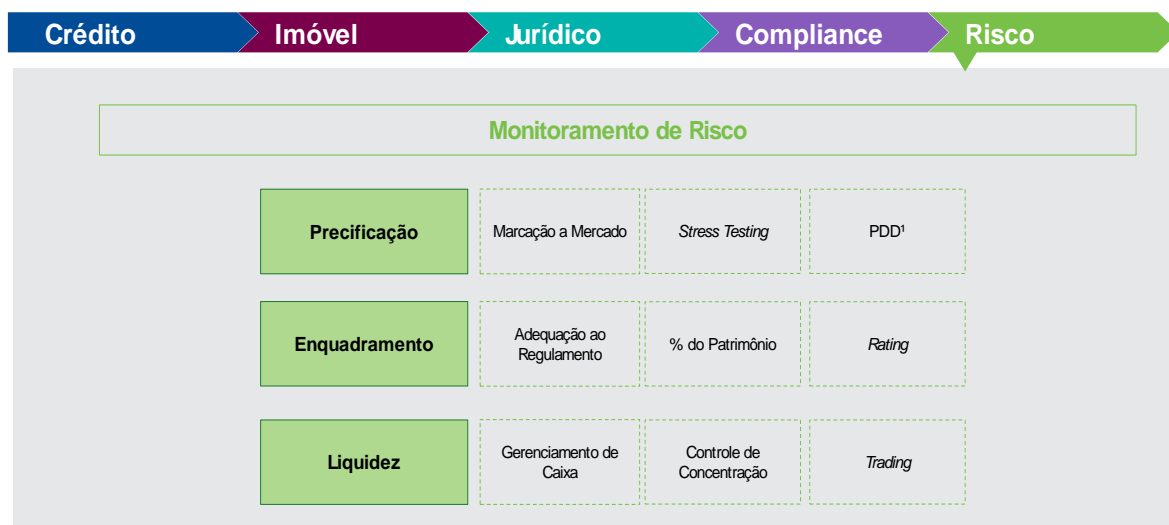 Crédito
Imóvel
Jurídico
Compliance
Risco
Monitoramento de Risco
Precificação
Marcação a Mercado
Stress Testing
PDD¹
Enquadramento
Adequação ao
Regulamento
% do Patrimônio
Rating
Liquidez
Gerenciamento de
Caixa
Controle de
Concentração
Trading